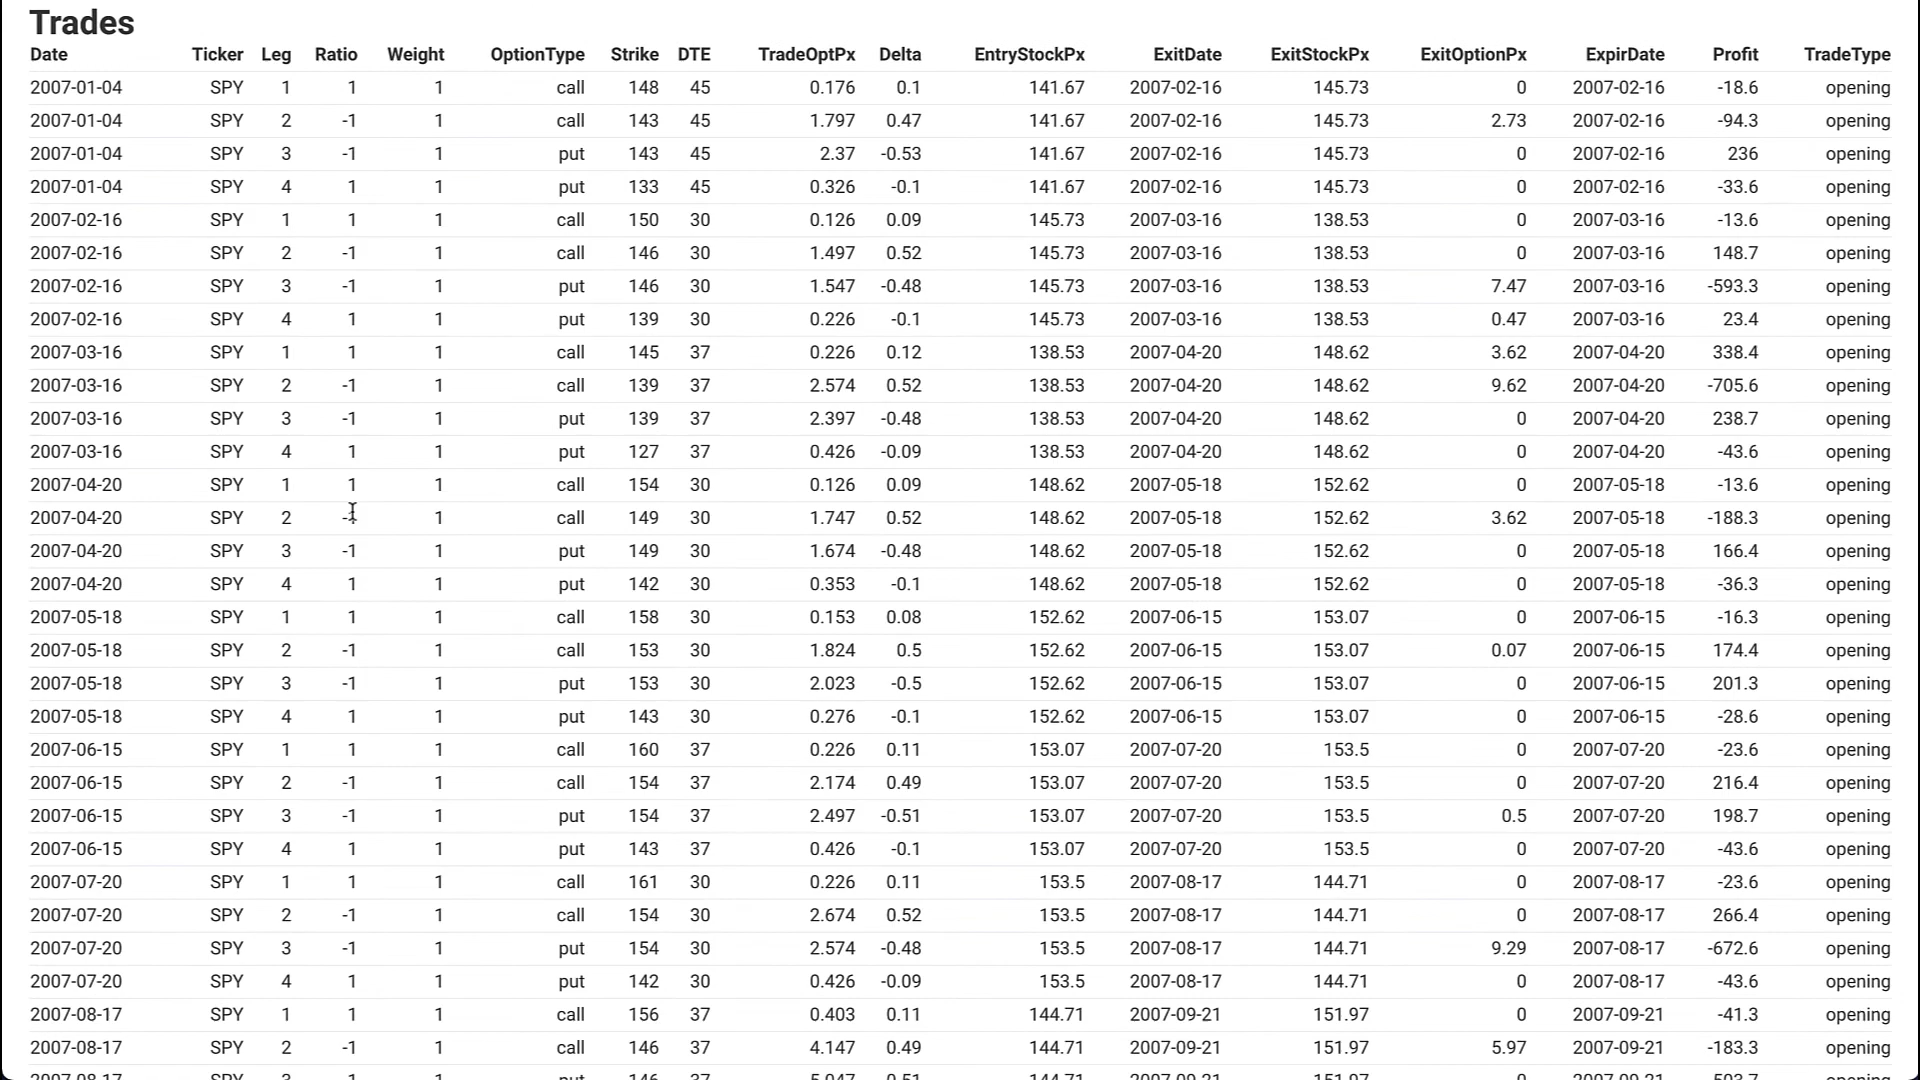 Trades
Date Ticker Leg Ratio Weight OptionType Strike DTE TradeOptPx Delta EntryStockPx ExitDate ExitStockPx ExitOptionPx ExpirDate Profit TradeType
2007-01-04 SPY 1 1 1 call 148 45 0.176 0.1 141.67 2007-02-16 145.73 0 2007-02-16 -18.6 opening
2007-01-04 SPY 2 -1 1 call 143 45 1.797 0.47 141.67 2007-02-16 145.73 2.73 2007-02-16 -94.3 opening
2007-01-04 SPY 3 -1 1 put 143 45 2.37 -0.53 141.67 2007-02-16 145.73 0 2007-02-16 236 opening
2007-01-04 SPY 4 1 1 put 133 45 0.326 -0.1 141.67 2007-02-16 145.73 0 2007-02-16 -33.6 opening
2007-02-16 SPY 1 1 1 call 150 30 0.126 0.09 145.73 2007-03-16 138.53 0 2007-03-16 -13.6 opening
2007-02-16 SPY 2 -1 1 call 146 30 1.497 0.52 145.73 2007-03-16 138.53 0 2007-03-16 148.7 opening
2007-02-16 SPY 3 -1 1 put 146 30 1.547 -0.48 145.73 2007-03-16 138.53 7.47 2007-03-16 -593.3 opening
2007-02-16 SPY 4 1 1 put 139 30 0.226 -0.1 145.73 2007-03-16 138.53 0.47 2007-03-16 23.4 opening
2007-03-16 SPY 1 1 1 call 145 37 0.226 0.12 138.53 2007-04-20 148.62 3.62 2007-04-20 338.4 opening
2007-03-16 SPY 2 -1 1 call 139 37 2.574 0.52 138.53 2007-04-20 148.62 9.62 2007-04-20 -705.6 opening
2007-03-16 SPY 3 -1 1 put 139 37 2.397 -0.48 138.53 2007-04-20 148.62 0 2007-04-20 238.7 opening
2007-03-16 SPY 4 1 1 put 127 37 0.426 -0.09 138.53 2007-04-20 148.62 0 2007-04-20 -43.6 opening
2007-04-20 SPY 1 1 1 call 154 30 0.126 0.09 148.62 2007-05-18 152.62 0 2007-05-18 -13.6 opening
2007-04-20 SPY 2 -1 1 call 149 30 1.747 0.52 148.62 2007-05-18 152.62 3.62 2007-05-18 -188.3 opening
2007-04-20 SPY 3 -1 1 put 149 30 1.674 -0.48 148.62 2007-05-18 152.62 0 2007-05-18 166.4 opening
2007-04-20 SPY 4 1 1 put 142 30 0.353 -0.1 148.62 2007-05-18 152.62 0 2007-05-18 -36.3 opening
2007-05-18 SPY 1 1 1 call 158 30 0.153 0.08 152.62 2007-06-15 153.07 0 2007-06-15 -16.3 opening
2007-05-18 SPY 2 -1 1 call 153 30 1.824 0.5 152.62 2007-06-15 153.07 0.07 2007-06-15 174.4 opening
2007-05-18 SPY 3 -1 1 put 153 30 2.023 -0.5 152.62 2007-06-15 153.07 0 2007-06-15 201.3 opening
2007-05-18 SPY 4 1 1 put 143 30 0.276 -0.1 152.62 2007-06-15 153.07 0 2007-06-15 -28.6 opening
2007-06-15 SPY 1 1 1 call 160 37 0.226 0.11 153.07 2007-07-20 153.5 0 2007-07-20 -23.6 opening
2007-06-15 SPY 2 -1 1 call 154 37 2.174 0.49 153.07 2007-07-20 153.5 0 2007-07-20 216.4 opening
2007-06-15 SPY 3 -1 1 put 154 37 2.497 -0.51 153.07 2007-07-20 153.5 0.5 2007-07-20 198.7 opening
2007-06-15 SPY 4 1 1 put 143 37 0.426 -0.1 153.07 2007-07-20 153.5 0 2007-07-20 -43.6 opening
2007-07-20 SPY 1 1 1 call 161 30 0.226 0.11 153.5 2007-08-17 144.71 0 2007-08-17 -23.6 opening
2007-07-20 SPY 2 -1 1 call 154 30 2.674 0.52 153.5 2007-08-17 144.71 0 2007-08-17 266.4 opening
2007-07-20 SPY 3 -1 1 put 154 30 2.574 -0.48 153.5 2007-08-17 144.71 9.29 2007-08-17 -672.6 opening
2007-07-20 SPY 4 1 1 put 142 30 0.426 -0.09 153.5 2007-08-17 144.71 0 2007-08-17 -43.6 opening
2007-08-17 SPY 1 1 1 call 156 37 0.403 0.11 144.71 2007-09-21 151.97 0 2007-09-21 -41.3 opening
2007-08-17 SPY 2 -1 1 call 146 37 4.147 0.49 144.71 2007-09-21 151.97 5.97 2007-09-21 -183.3 opening